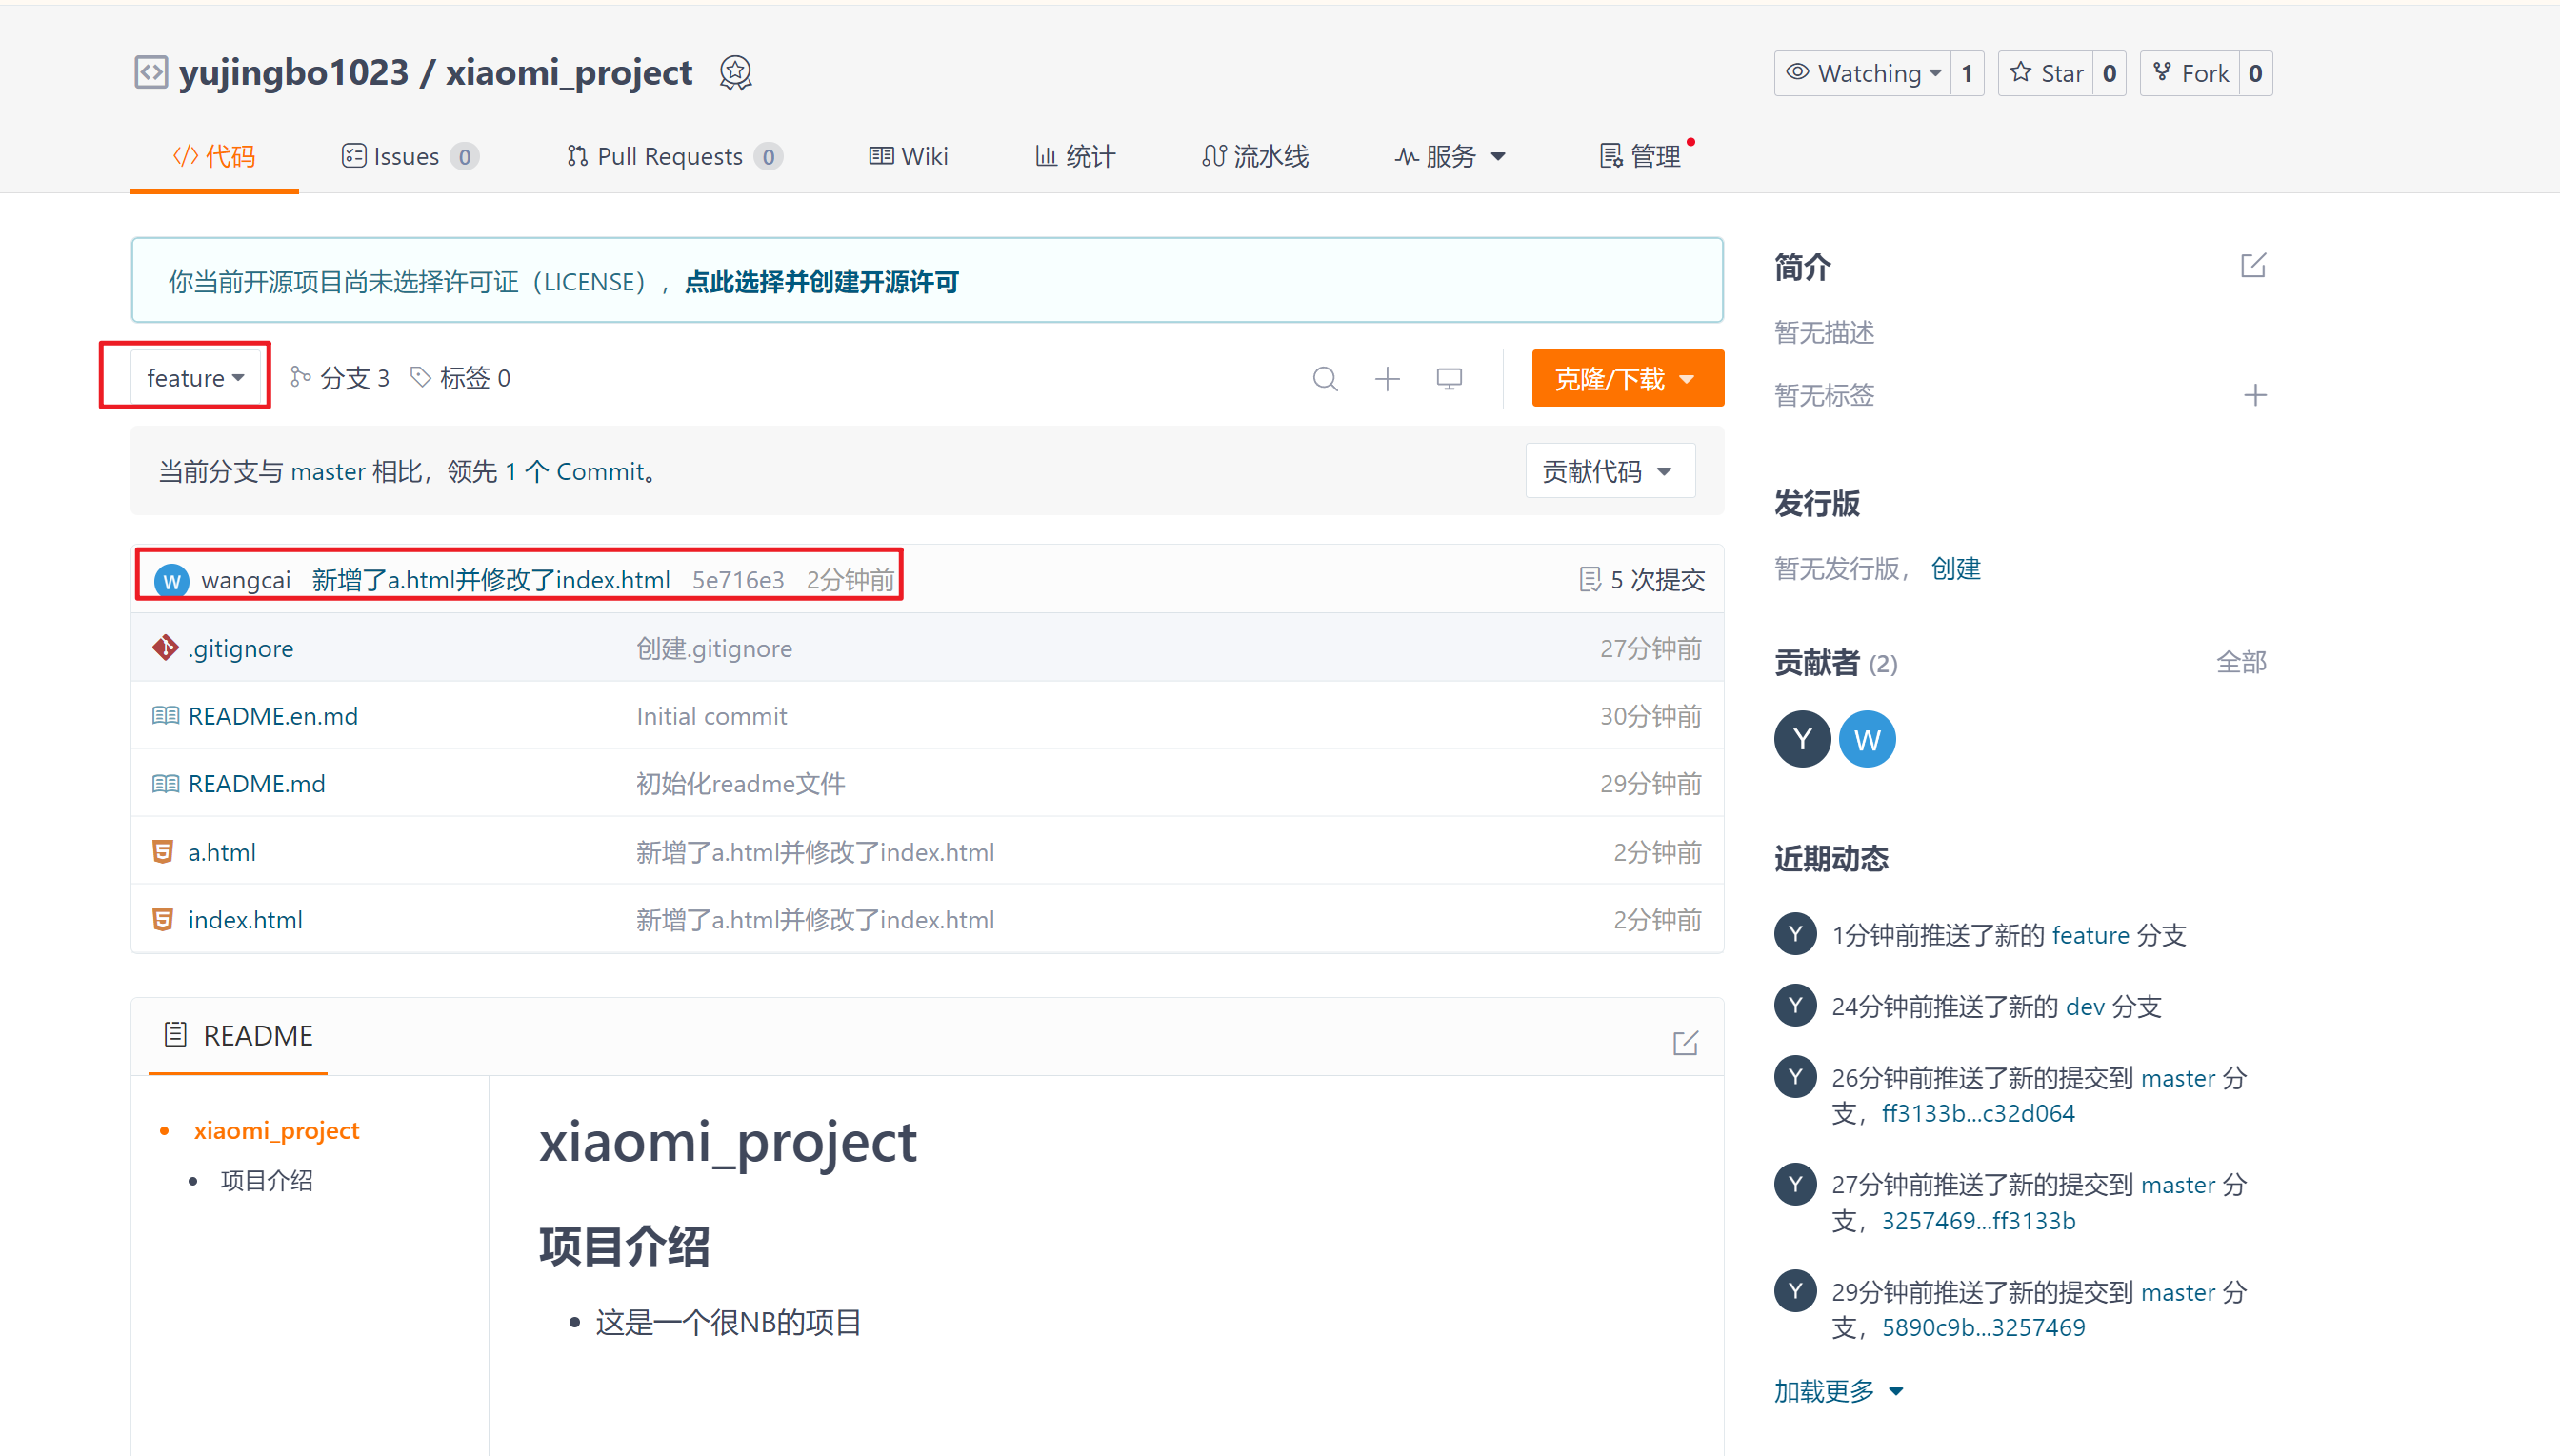 yujingbo1023 / xiaomi_project
Watching 1 Star 0 Fork 0
代码 Issues 0 Pull Requests 0 Wiki 统计 流水线 服务 管理
你当前开源项目尚未选择许可证（LICENSE），点此选择并创建开源许可
feature 分支 3 标签 0
克隆/下载
当前分支与 master 相比，领先 1 个 Commit。
贡献代码
W wangcai 新增了a.html并修改了index.html 5e716e3 2分钟前
5 次提交
.gitignore 创建.gitignore 27分钟前
README.en.md Initial commit 30分钟前
README.md 初始化readme文件 29分钟前
a.html 新增了a.html并修改了index.html 2分钟前
index.html 新增了a.html并修改了index.html 2分钟前
README
xiaomi_project
项目介绍
xiaomi_project
项目介绍
这是一个很NB的项目
简介
暂无描述
暂无标签
发行版
暂无发行版，创建
贡献者 (2) 全部
Y W
近期动态
Y 1分钟前推送了新的 feature 分支
Y 24分钟前推送了新的 dev 分支
Y 26分钟前推送了新的提交到 master 分
支，ff3133b...c32d064
Y 27分钟前推送了新的提交到 master 分
支，3257469...ff3133b
Y 29分钟前推送了新的提交到 master 分
支，5890c9b...3257469
加载更多